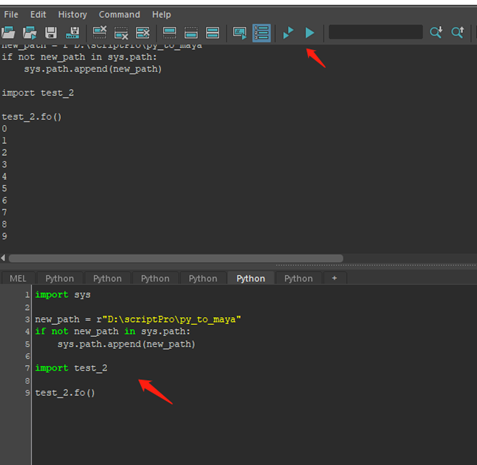 File Edit History Command Help
new_path = r"D:\scriptPro\py_to_maya"
if not new_path in sys.path:
    sys.path.append(new_path)
import test_2
test_2.fo()
0
1
2
3
4
5
6
7
8
9
MEL Python Python Python Python Python Python +
1 import sys
2
3 new_path = r"D:\scriptPro\py_to_maya"
4 if not new_path in sys.path:
5     sys.path.append(new_path)
6
7 import test_2
8
9 test_2.fo()